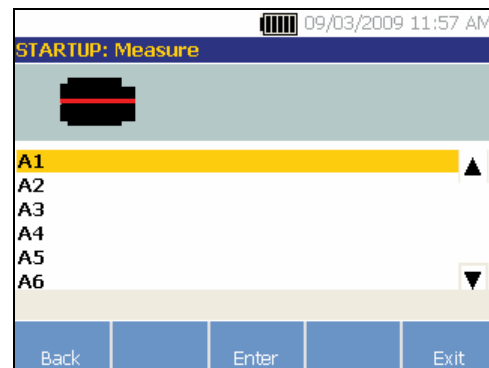 09/03/2009 11:57 AM
STARTUP: Measure
A1
A2
A3
A4
A5
A6
Back Enter Exit